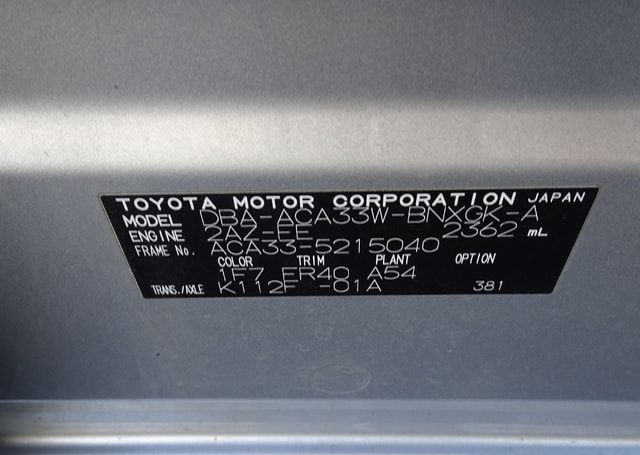 TOYOTA MOTOR CORPORATION JAPAN
MODEL DBA-ACA33W-BNXGK-A
ENGINE 2AZ-FE 2362 mL
FRAME No. ACA33-5215040
COLOR TRIM PLANT OPTION
1F7 FR40 A54
TRANS./AXLE K112F -01A 381